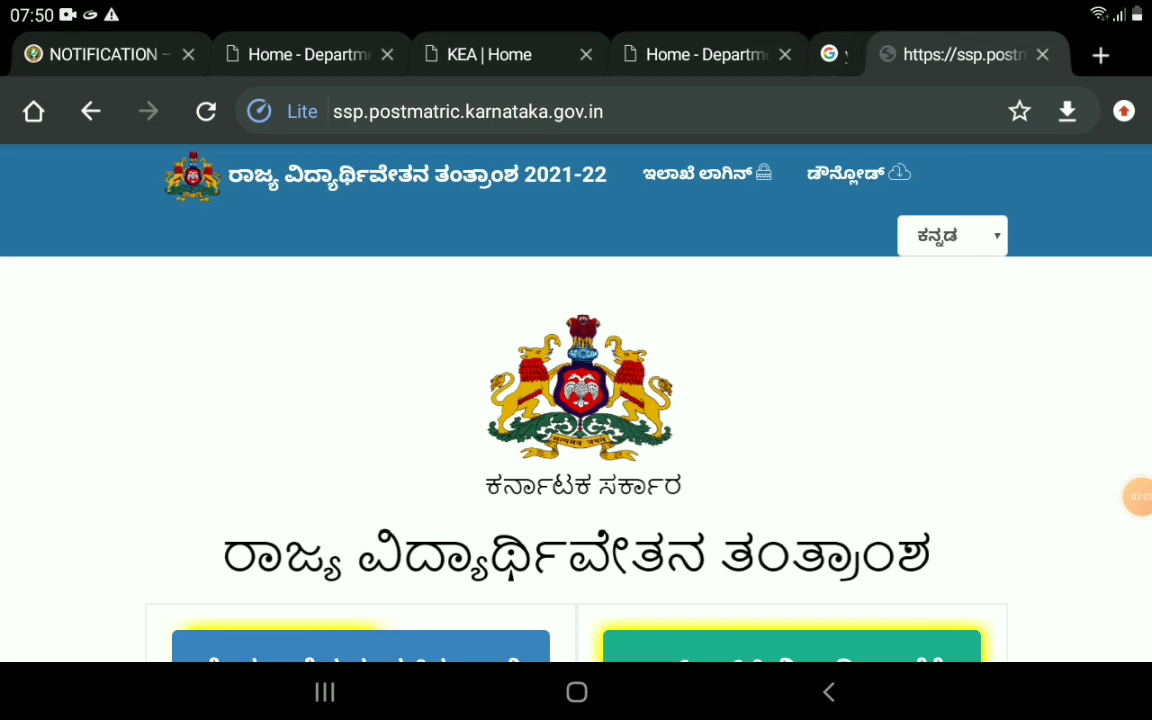 07:50
NOTIFICATION -
Home - Departm
KEA | Home
Home - Departm
https://ssp.postm
Lite ssp.postmatric.karnataka.gov.in
ರಾಜ್ಯ ವಿದ್ಯಾರ್ಥಿವೇತನ ತಂತ್ರಾಂಶ 2021-22
ಇಲಾಖೆ ಲಾಗಿನ್
ಡೌನ್ಲೋಡ್
ಕನ್ನಡ
ಕರ್ನಾಟಕ ಸರ್ಕಾರ
ರಾಜ್ಯ ವಿದ್ಯಾರ್ಥಿವೇತನ ತಂತ್ರಾಂಶ